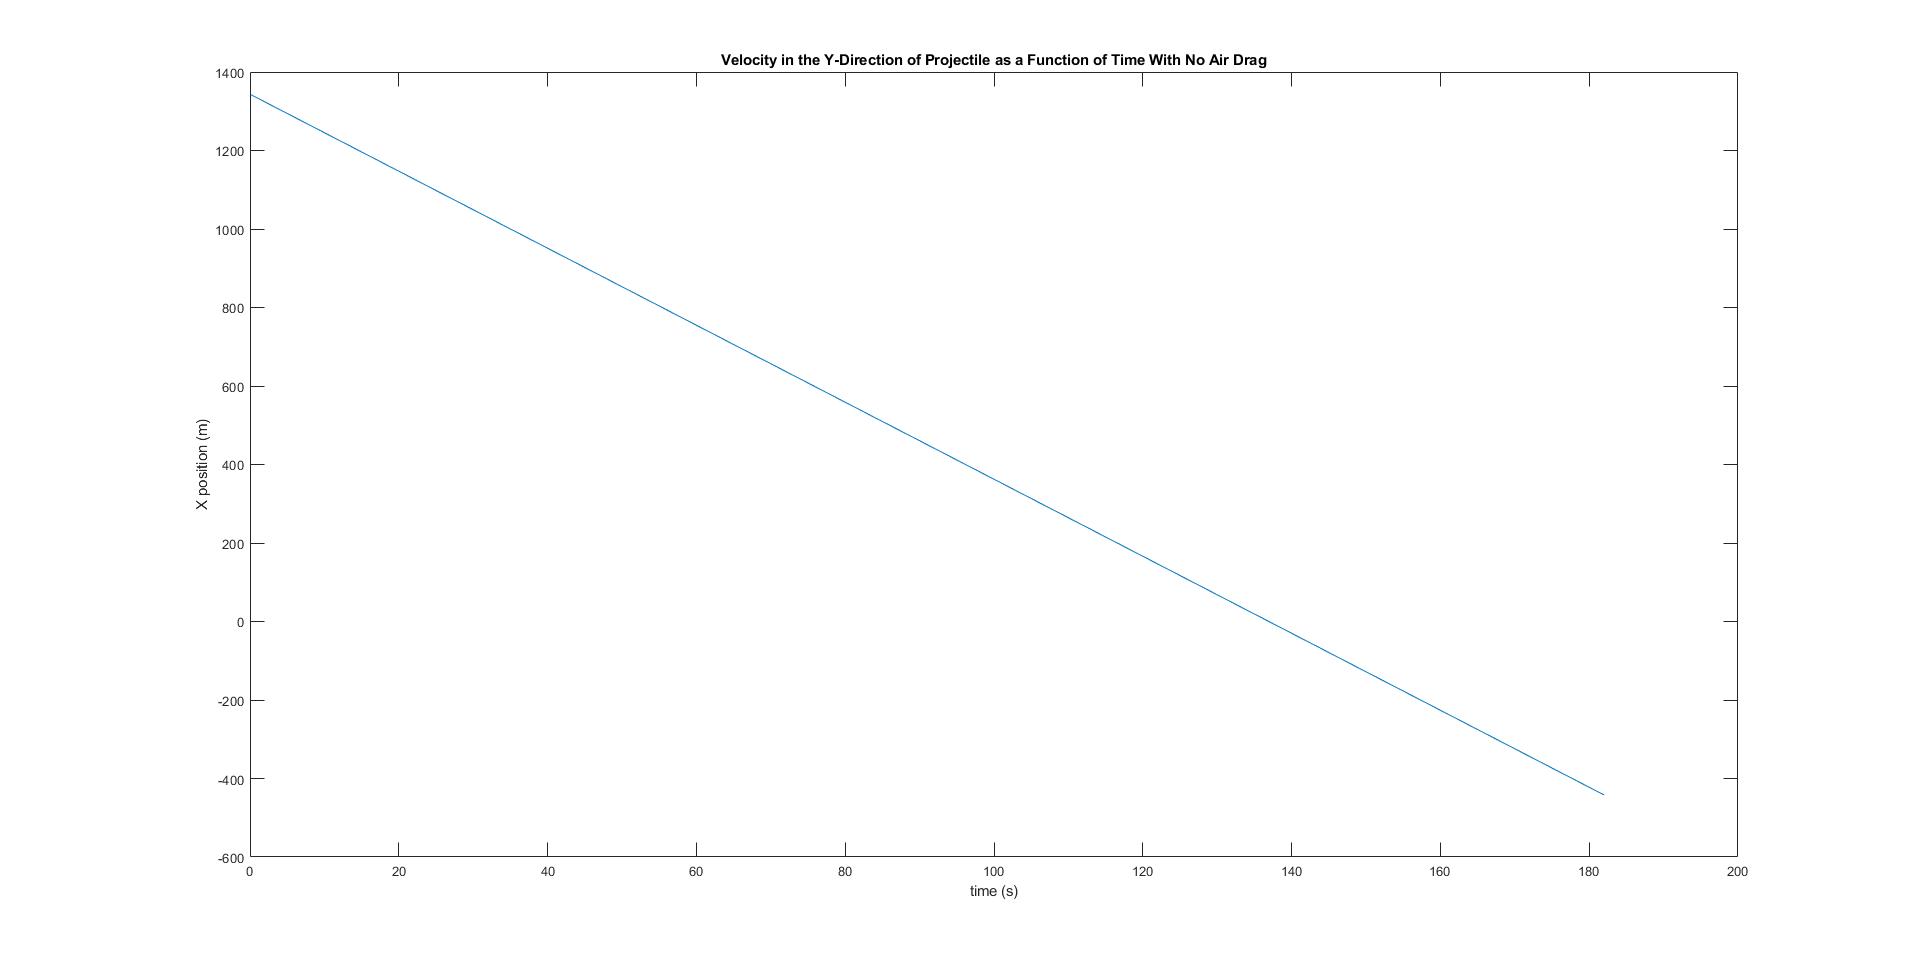 Velocity in the Y-Direction of Projectile as a Function of Time With No Air Drag
1400
1200
1000
800
600
400
200
0
-200
-400
-600
X position (m)
0 20 40 60 80 100 120 140 160 180 200
time (s)